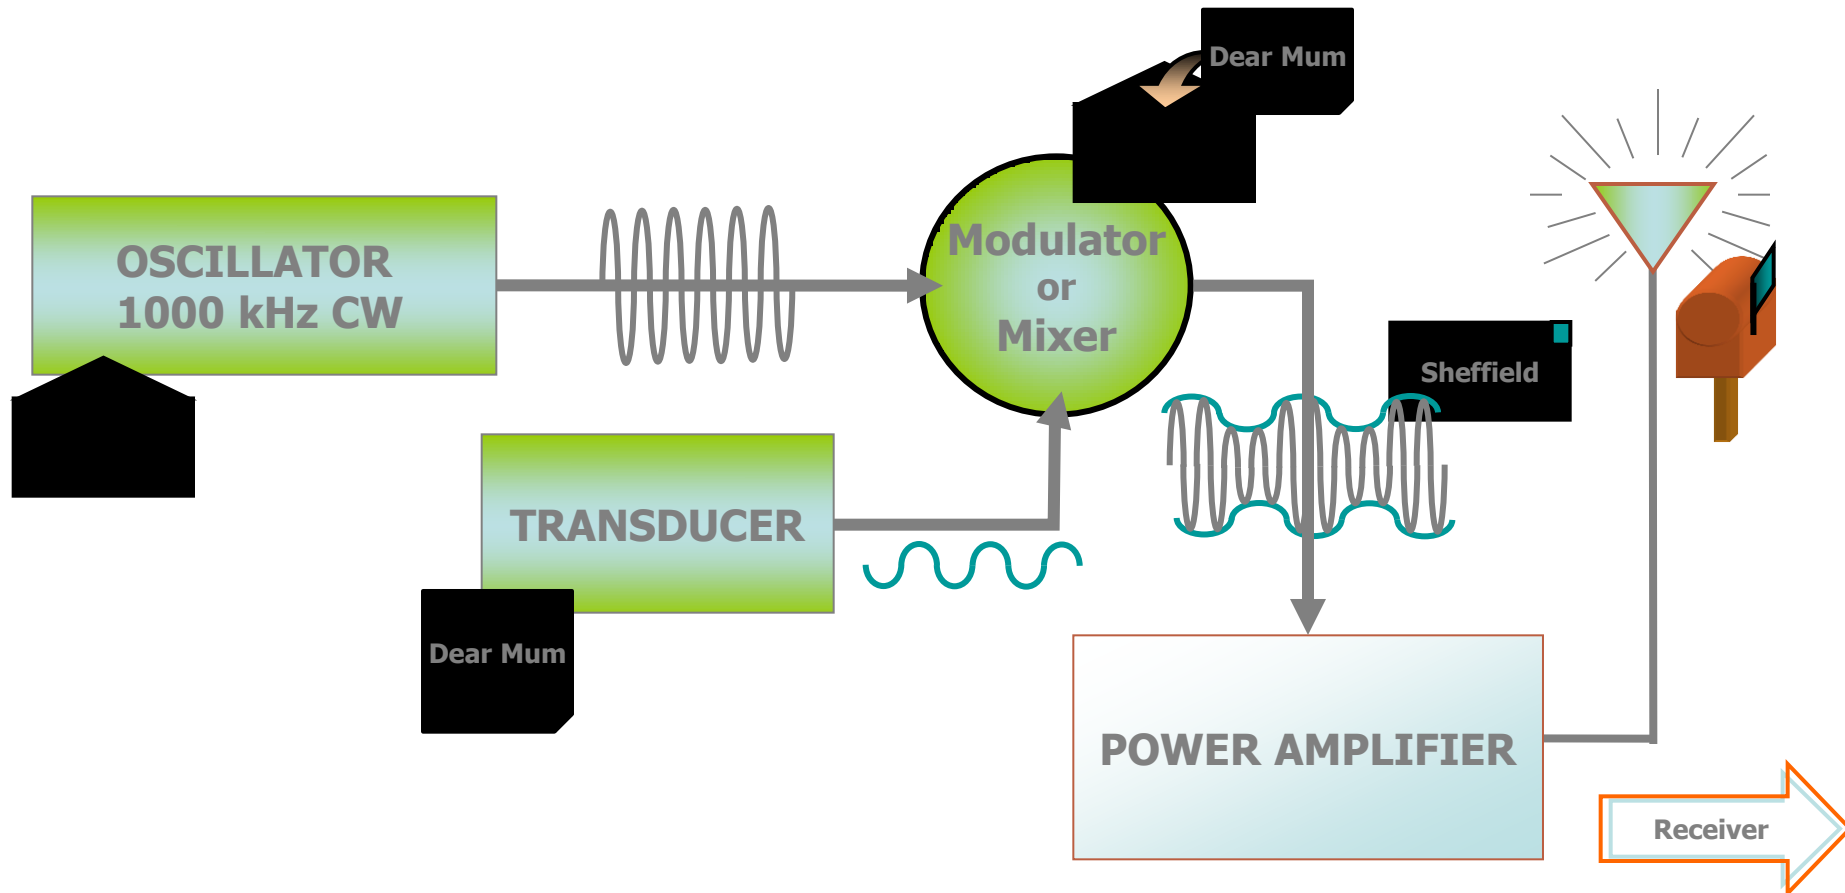 Dear Mum
OSCILLATOR
1000 kHz CW
Modulator
or
Mixer
Sheffield
TRANSDUCER
Dear Mum
POWER AMPLIFIER
Receiver